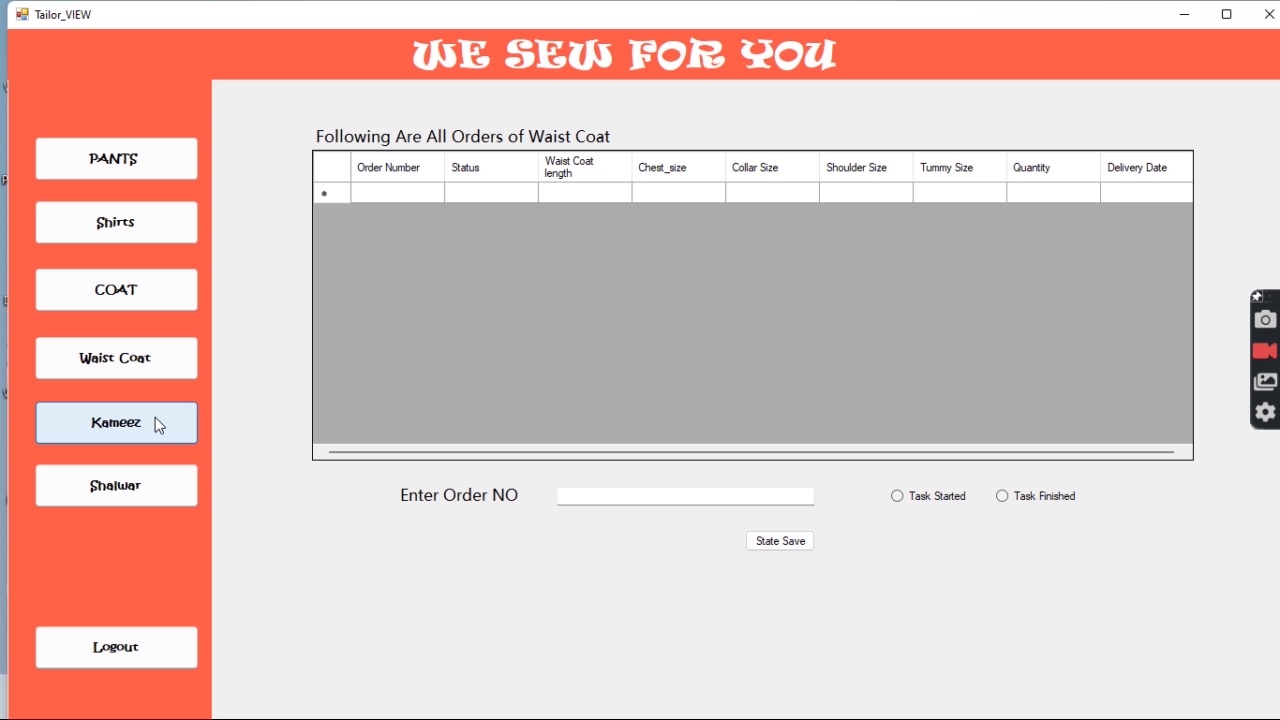 Tailor_VIEW
WE SEW FOR YOU
PANTS
Shirts
COAT
Waist Coat
Kameez
Shalwar
Logout
Following Are All Orders of Waist Coat
Order Number Status Waist Coat length Chest_size Collar Size Shoulder Size Tummy Size Quantity Delivery Date
Enter Order NO
Task Started Task Finished
State Save